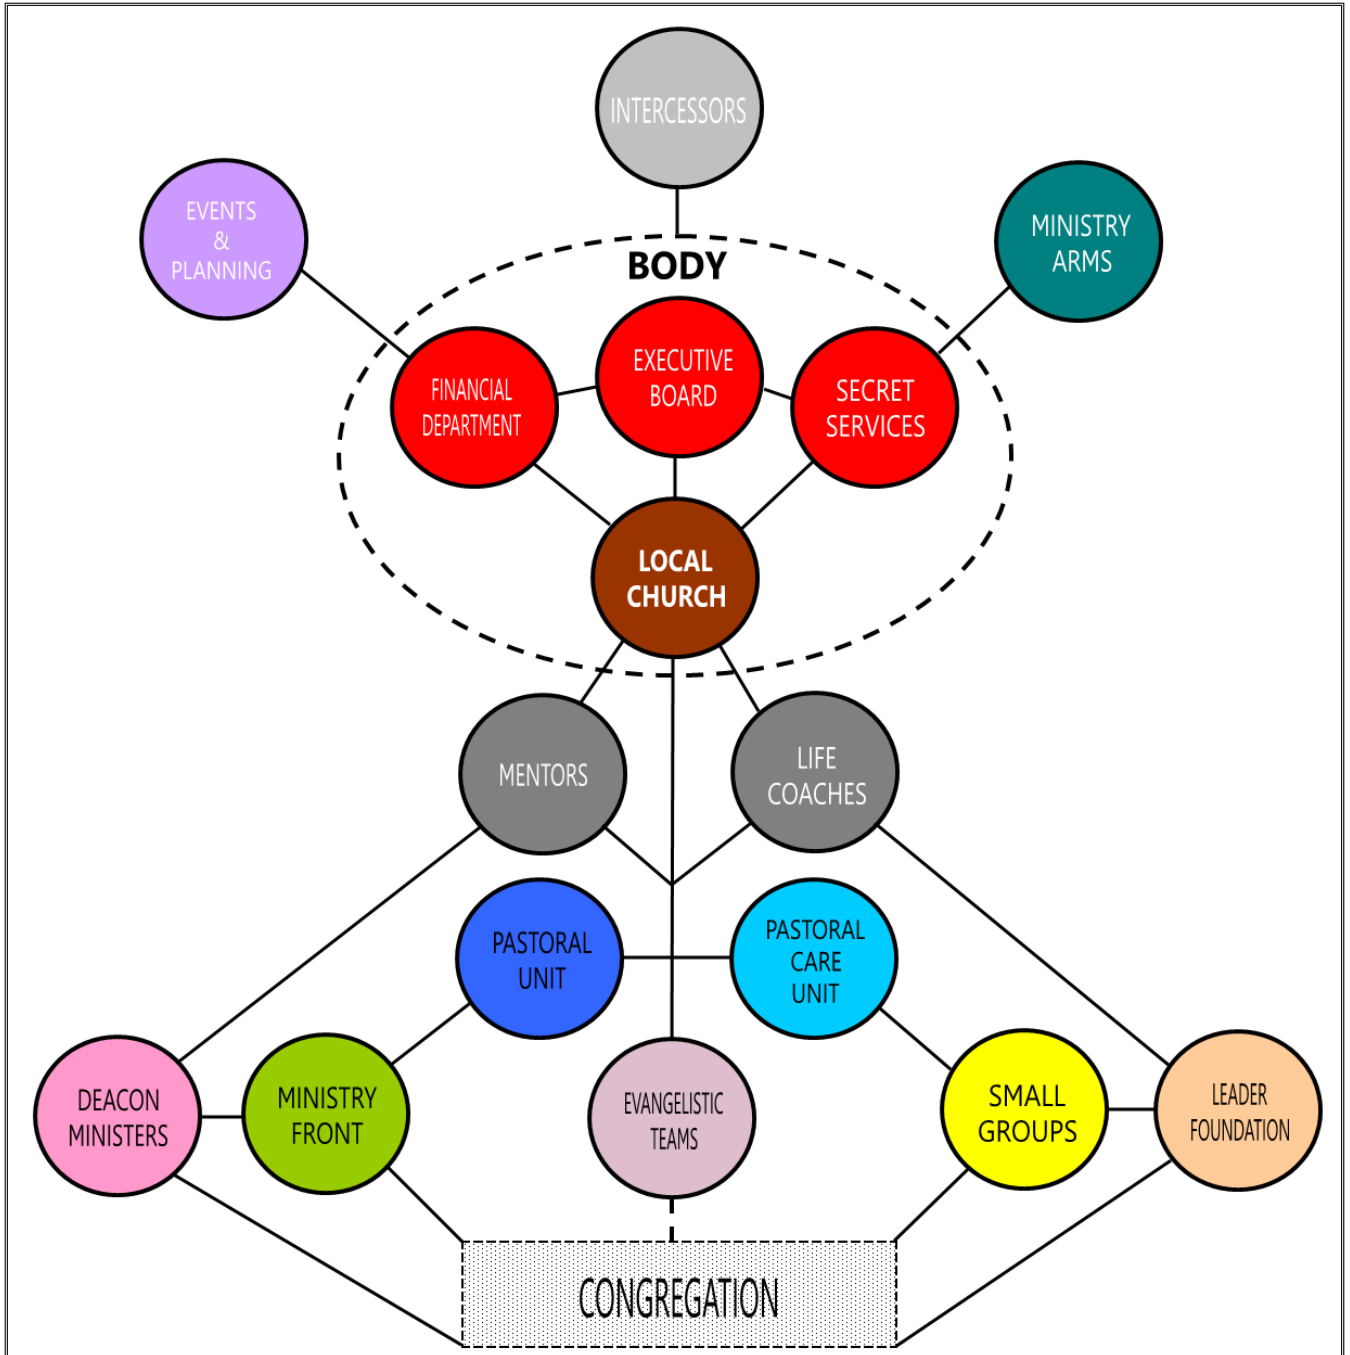 INTERCESSORS
EVENTS
&
PLANNING
MINISTRY
ARMS
BODY
FINANCIAL
DEPARTMENT
EXECUTIVE
BOARD
SECRET
SERVICES
LOCAL
CHURCH
MENTORS
LIFE
COACHES
PASTORAL
UNIT
PASTORAL
CARE
UNIT
DEACON
MINISTERS
MINISTRY
FRONT
EVANGELISTIC
TEAMS
SMALL
GROUPS
LEADER
FOUNDATION
CONGREGATION